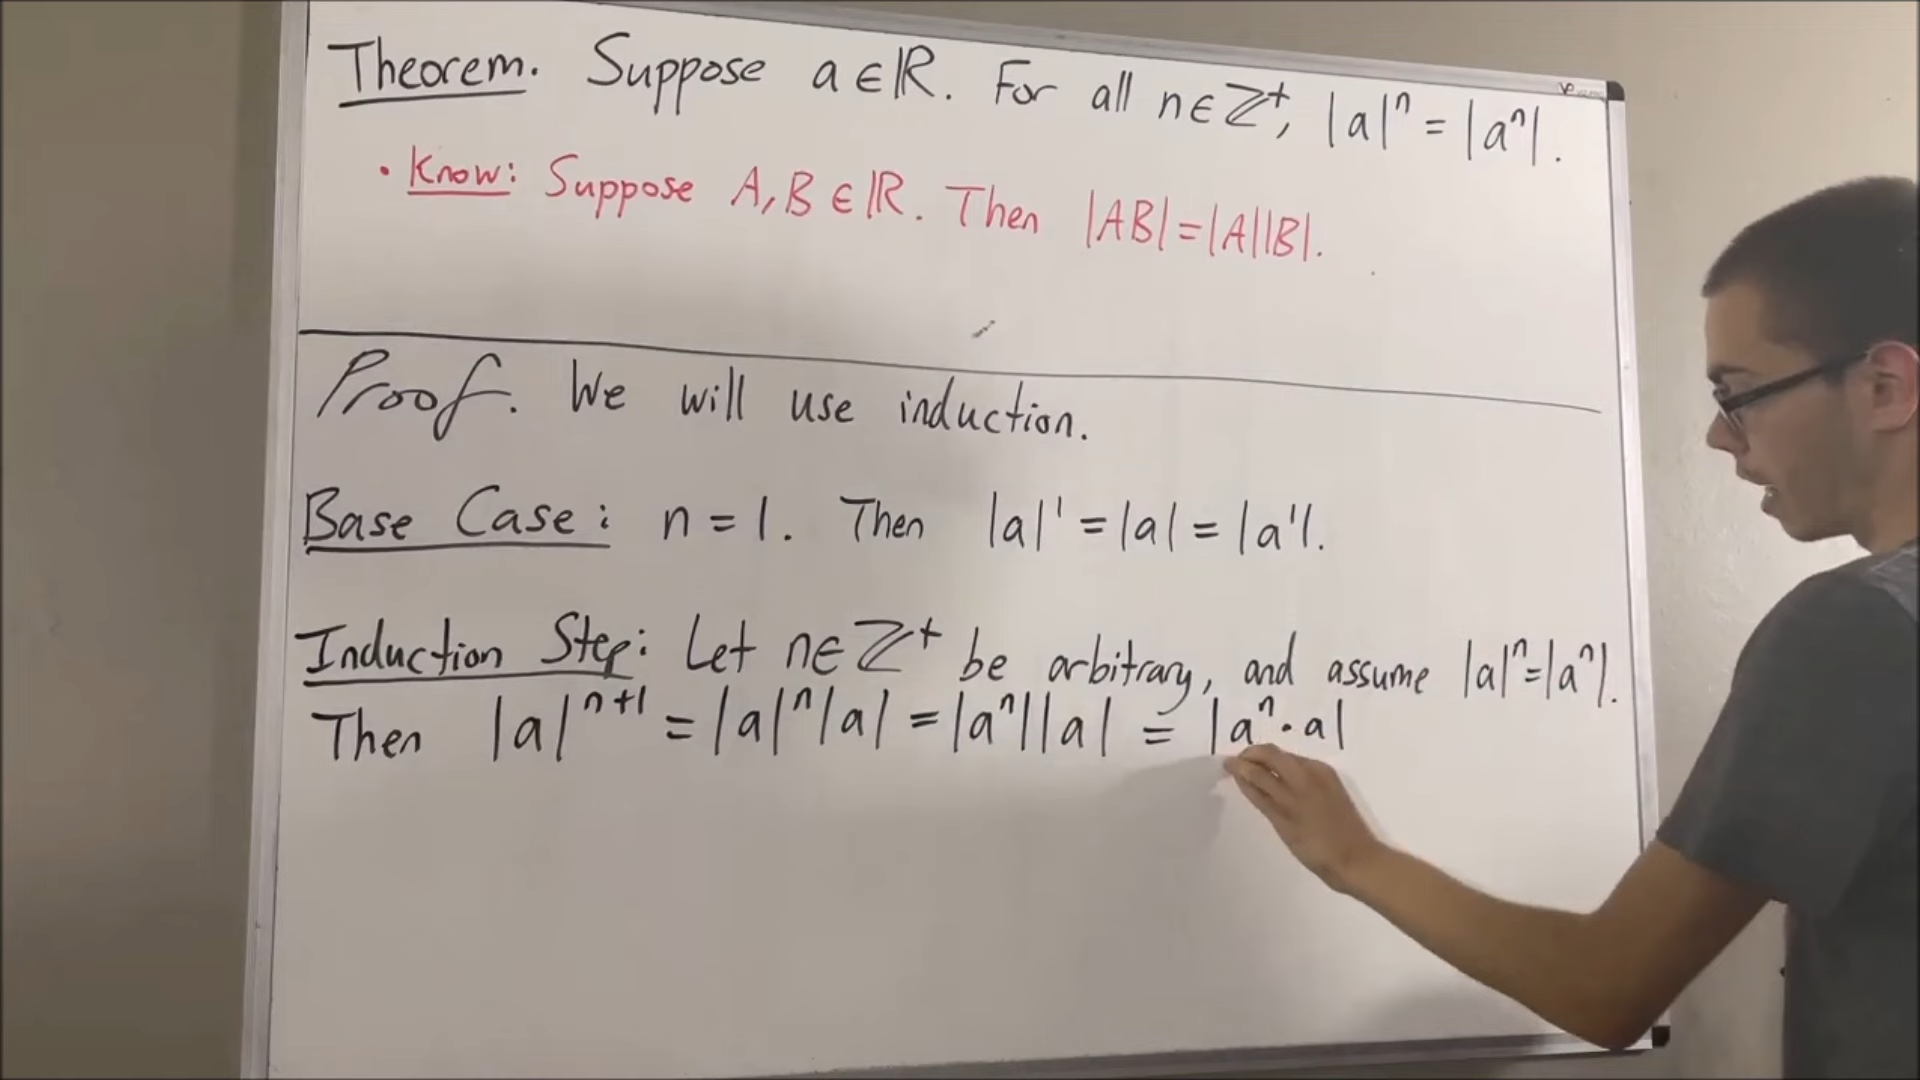 Theorem. Suppose a∈ℝ. For all n∈ℤ⁺, |a|ⁿ = |aⁿ|.
• Know: Suppose A, B ∈ ℝ. Then |AB| = |A||B|.
Proof. We will use induction.
Base Case: n = 1. Then |a|¹ = |a| = |a¹|.
Induction Step: Let n∈ℤ⁺ be arbitrary, and assume |a|ⁿ=|aⁿ|.
Then |a|ⁿ⁺¹ = |a|ⁿ|a| = |aⁿ||a| = |aⁿ·a|